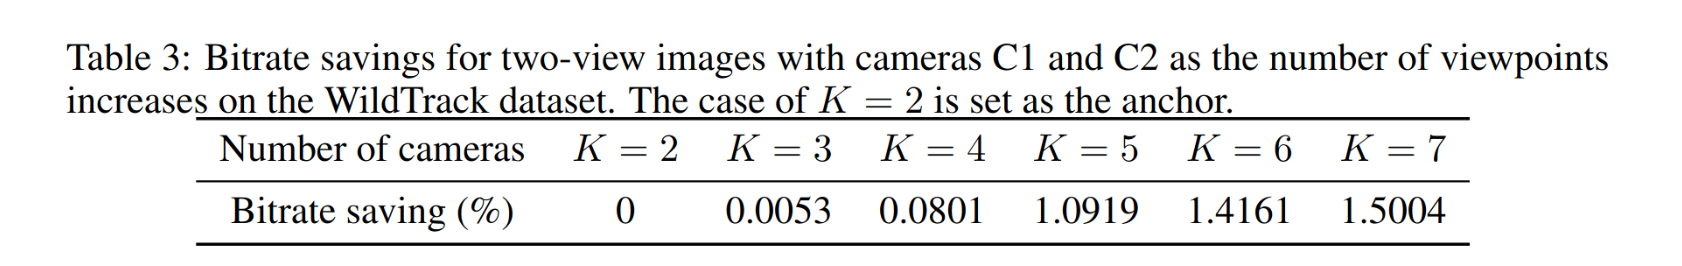 Table 3: Bitrate savings for two-view images with cameras C1 and C2 as the number of viewpoints
increases on the WildTrack dataset. The case of K = 2 is set as the anchor.
Number of cameras K = 2 K = 3 K = 4 K = 5 K = 6 K = 7
Bitrate saving (%) 0 0.0053 0.0801 1.0919 1.4161 1.5004